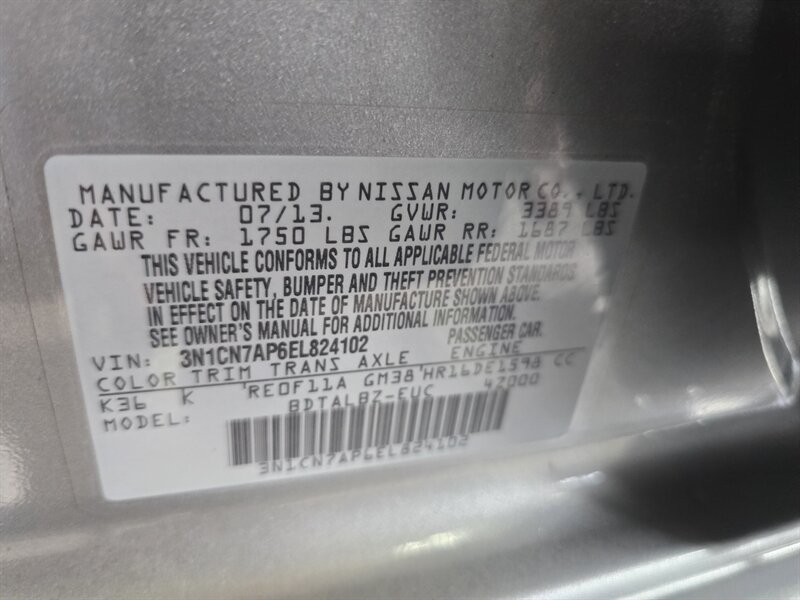 MANUFACTURED BY NISSAN MOTOR CO., LTD.
DATE: 07/13. GVWR: 3389 LBS
GAWR FR: 1750 LBS GAWR RR: 1687 LBS
THIS VEHICLE CONFORMS TO ALL APPLICABLE FEDERAL MOTOR
VEHICLE SAFETY, BUMPER AND THEFT PREVENTION STANDARDS
IN EFFECT ON THE DATE OF MANUFACTURE SHOWN ABOVE.
SEE OWNER'S MANUAL FOR ADDITIONAL INFORMATION.
VIN: 3N1CN7AP6EL824102 PASSENGER CAR.
COLOR TRIM TRANS AXLE ENGINE
K36 K RE0F11A GM38 HR16DE1598 CC
MODEL: BDTALBZ-EUC 47000
3N1CN7AP6EL824102